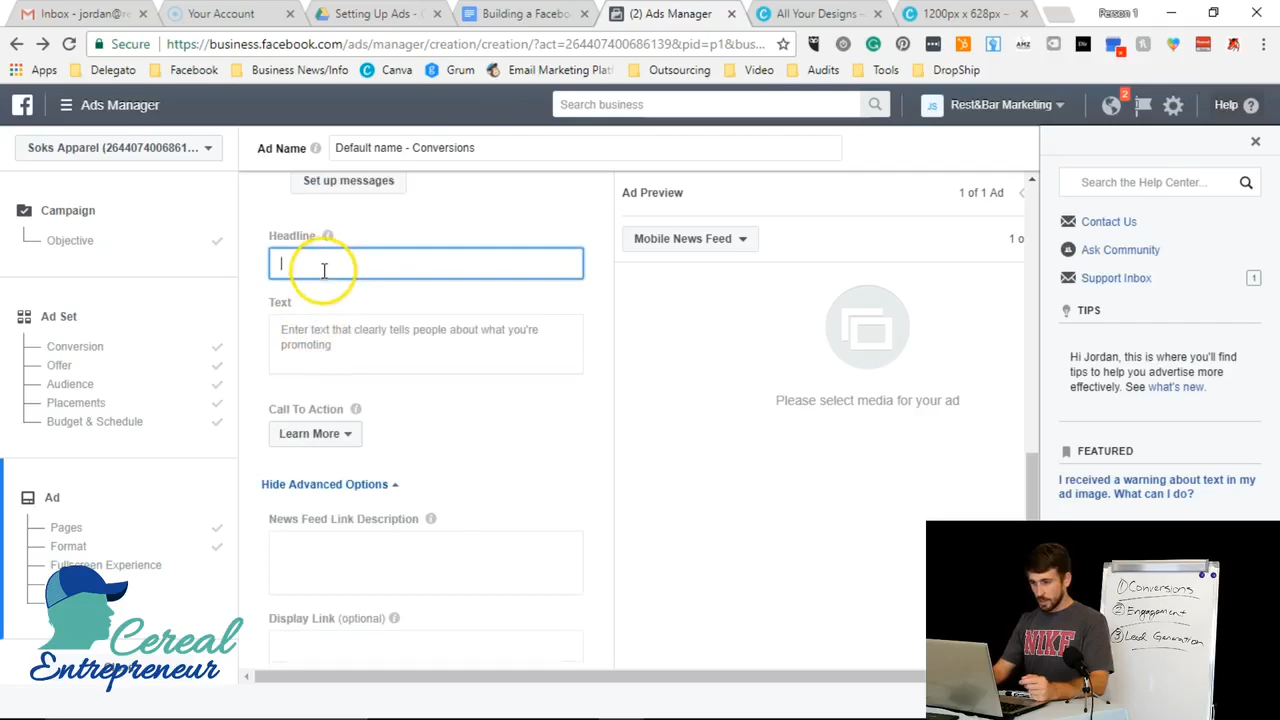 Inbox - jordan@re
Your Account
Setting Up Ads -
Building a Facebo
(2) Ads Manager
All Your Designs -
1200px x 628px –
Person 1
Secure
https://business.facebook.com/ads/manager/creation/creation/?act=264407400686139&pid=p1&bus...
Apps
Delegato
Facebook
Business News/Info
Canva
Grum
Email Marketing Plat
Outsourcing
Video
Audits
Tools
DropShip
Ads Manager
Search business
JS
Rest&Bar Marketing
2
Help
Soks Apparel (2644074006861...
Ad Name
Default name - Conversions
Campaign
Objective
Ad Set
Conversion
Offer
Audience
Placements
Budget & Schedule
Ad
Pages
Format
Fullscreen Experience
Set up messages
Headline
Text
Enter text that clearly tells people about what you're
promoting
Call To Action
Learn More
Hide Advanced Options
News Feed Link Description
Display Link (optional)
Ad Preview
1 of 1 Ad
Mobile News Feed
1 o
Please select media for your ad
Search the Help Center...
Contact Us
Ask Community
Support Inbox
1
TIPS
Hi Jordan, this is where you'll find
tips to help you advertise more
effectively. See what's new.
FEATURED
I received a warning about text in my
ad image. What can I do?
Cereal
Entrepreneur
NIKE
① Conversions
② Engagement
③ Lead Generation